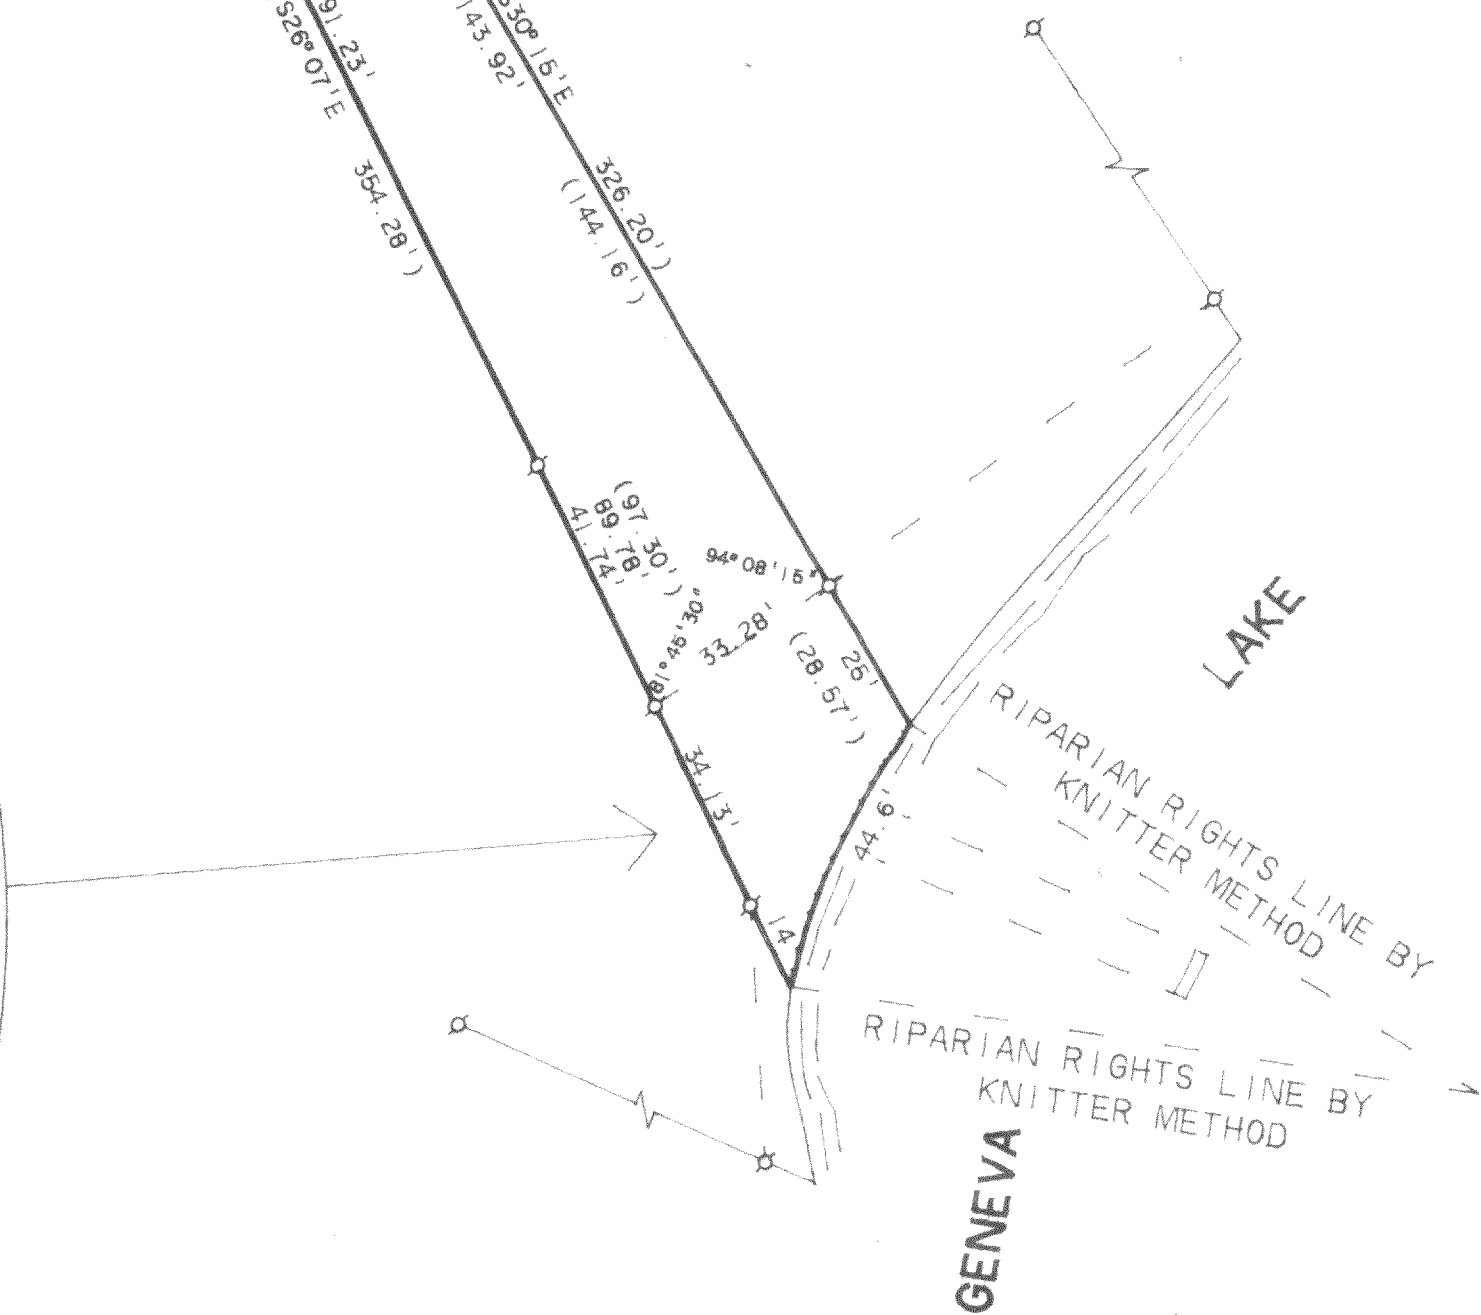 91.23'
S26°07'E
354.28')
S30°15'E
143.92'
326.20')
(144.16')
(97.30')
89.78'
41.74'
94°08'15"
81°45'30"
33.28'
25'
(28.57')
34.13'
14
44.6'
LAKE
RIPARIAN RIGHTS LINE BY
KNITTER METHOD
RIPARIAN RIGHTS LINE BY
KNITTER METHOD
GENEVA